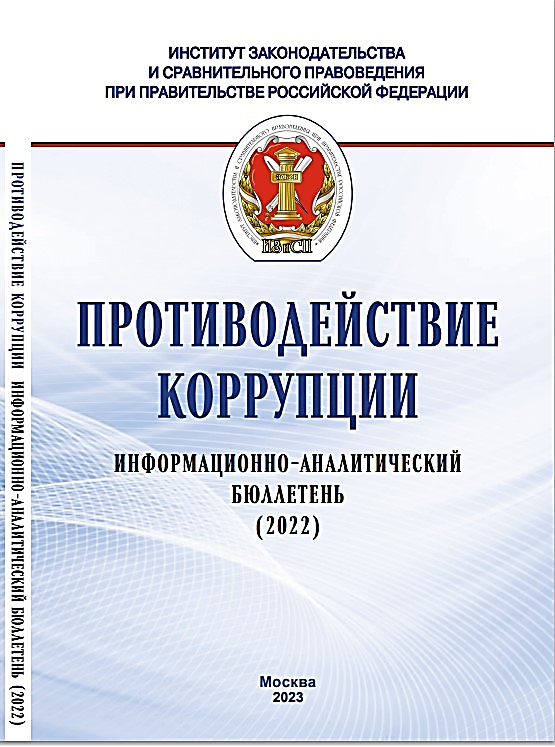 ИНСТИТУТ ЗАКОНОДАТЕЛЬСТВА
И СРАВНИТЕЛЬНОГО ПРАВОВЕДЕНИЯ
ПРИ ПРАВИТЕЛЬСТВЕ РОССИЙСКОЙ ФЕДЕРАЦИИ
ИЗиСП
ПРОТИВОДЕЙСТВИЕ
КОРРУПЦИИ
ИНФОРМАЦИОННО-АНАЛИТИЧЕСКИЙ
БЮЛЛЕТЕНЬ
(2022)
Москва
2023
ПРОТИВОДЕЙСТВИЕ КОРРУПЦИИ ИНФОРМАЦИОННО-АНАЛИТИЧЕСКИЙ БЮЛЛЕТЕНЬ (2022)